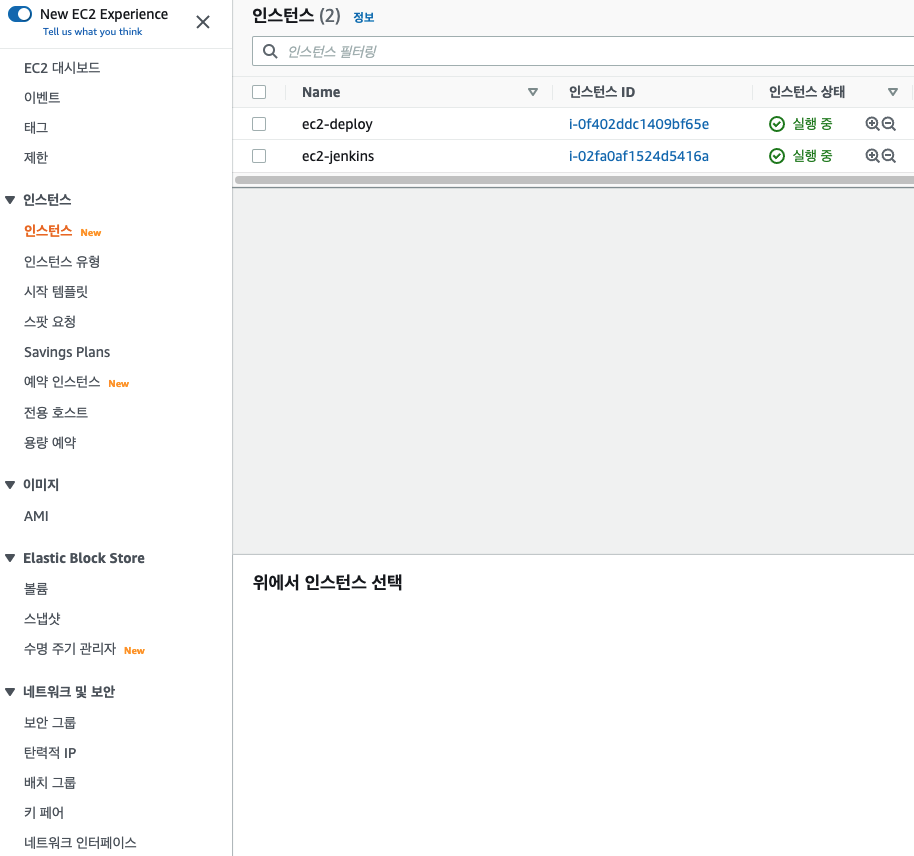 New EC2 Experience
Tell us what you think
EC2 대시보드
이벤트
태그
제한
인스턴스
인스턴스 New
인스턴스 유형
시작 템플릿
스팟 요청
Savings Plans
예약 인스턴스 New
전용 호스트
용량 예약
이미지
AMI
Elastic Block Store
볼륨
스냅샷
수명 주기 관리자 New
네트워크 및 보안
보안 그룹
탄력적 IP
배치 그룹
키 페어
네트워크 인터페이스
인스턴스 (2) 정보
인스턴스 필터링
Name 인스턴스 ID 인스턴스 상태
ec2-deploy i-0f402ddc1409bf65e 실행 중
ec2-jenkins i-02fa0af1524d5416a 실행 중
위에서 인스턴스 선택